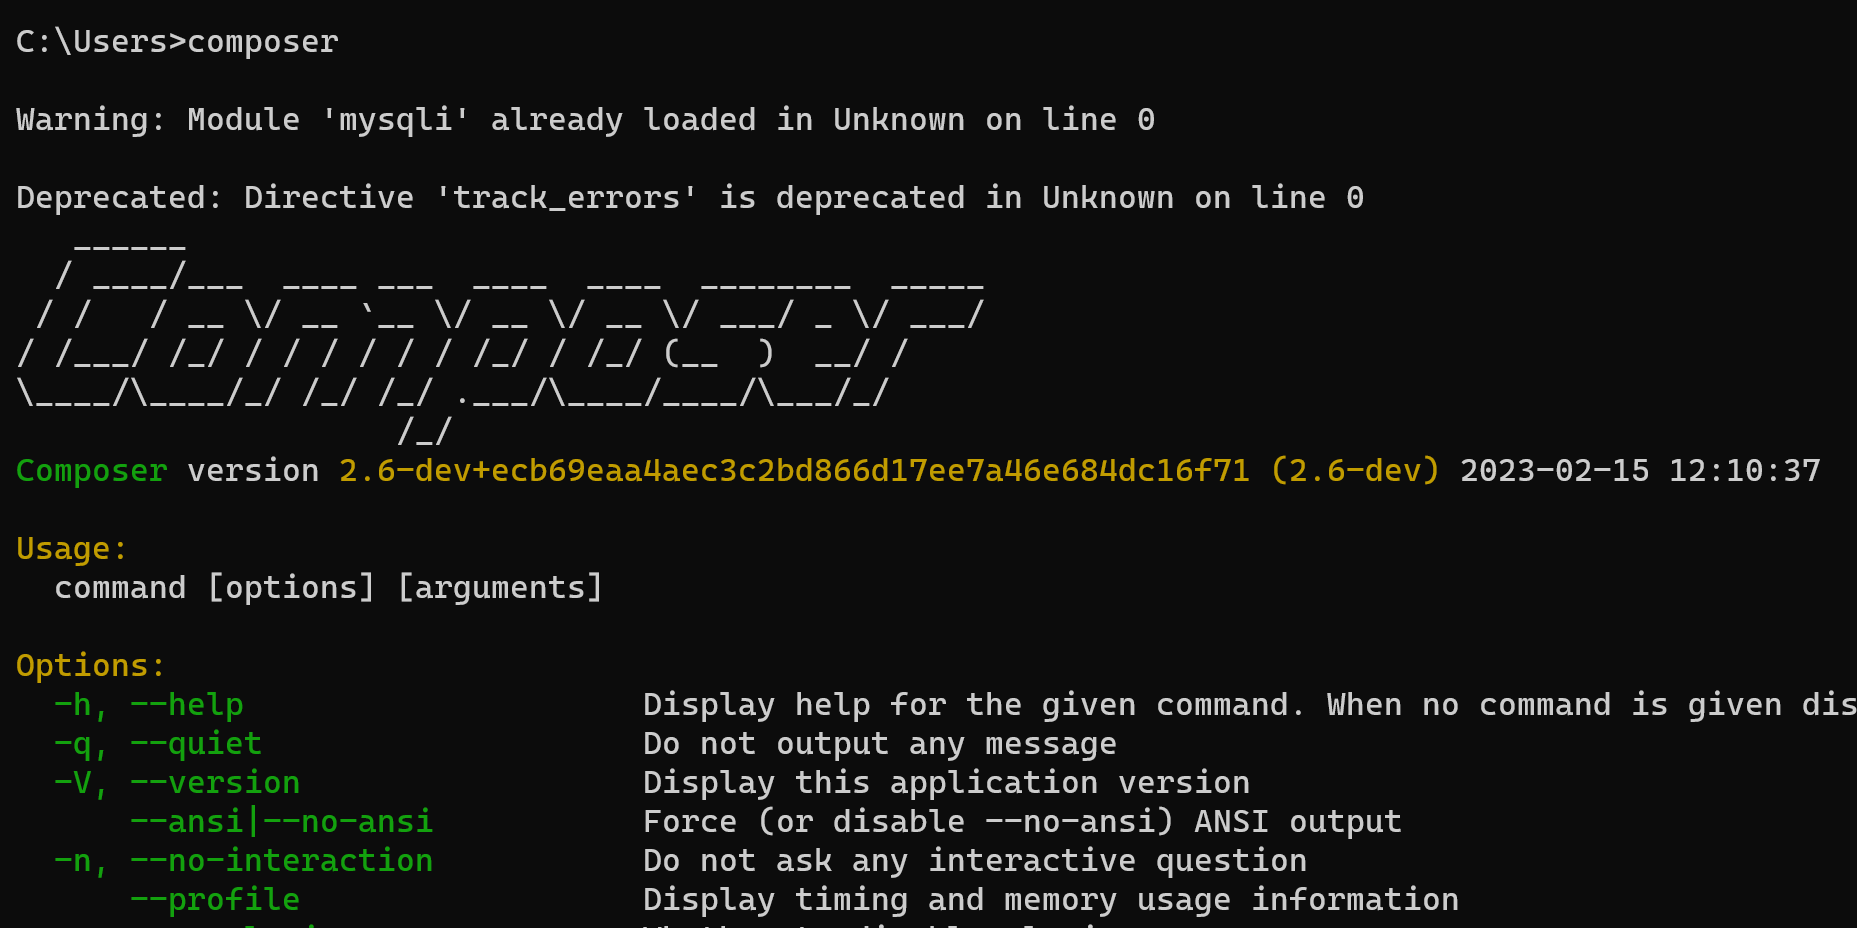 C:\Users>composer
Warning: Module 'mysqli' already loaded in Unknown on line 0
Deprecated: Directive 'track_errors' is deprecated in Unknown on line 0
   ______
  / ____/___  ____ ___  ____  ____  ________  _____
 / /   / __ \/ __ `__ \/ __ \/ __ \/ ___/ _ \/ ___/
/ /___/ /_/ / / / / / / /_/ / /_/ (__  )  __/ /
\____/\____/_/ /_/ /_/ .___/\____/____/\___/_/
                    /_/
Composer version 2.6-dev+ecb69eaa4aec3c2bd866d17ee7a46e684dc16f71 (2.6-dev) 2023-02-15 12:10:37
Usage:
  command [options] [arguments]
Options:
  -h, --help                     Display help for the given command. When no command is given dis
  -q, --quiet                    Do not output any message
  -V, --version                  Display this application version
      --ansi|--no-ansi           Force (or disable --no-ansi) ANSI output
  -n, --no-interaction           Do not ask any interactive question
      --profile                  Display timing and memory usage information